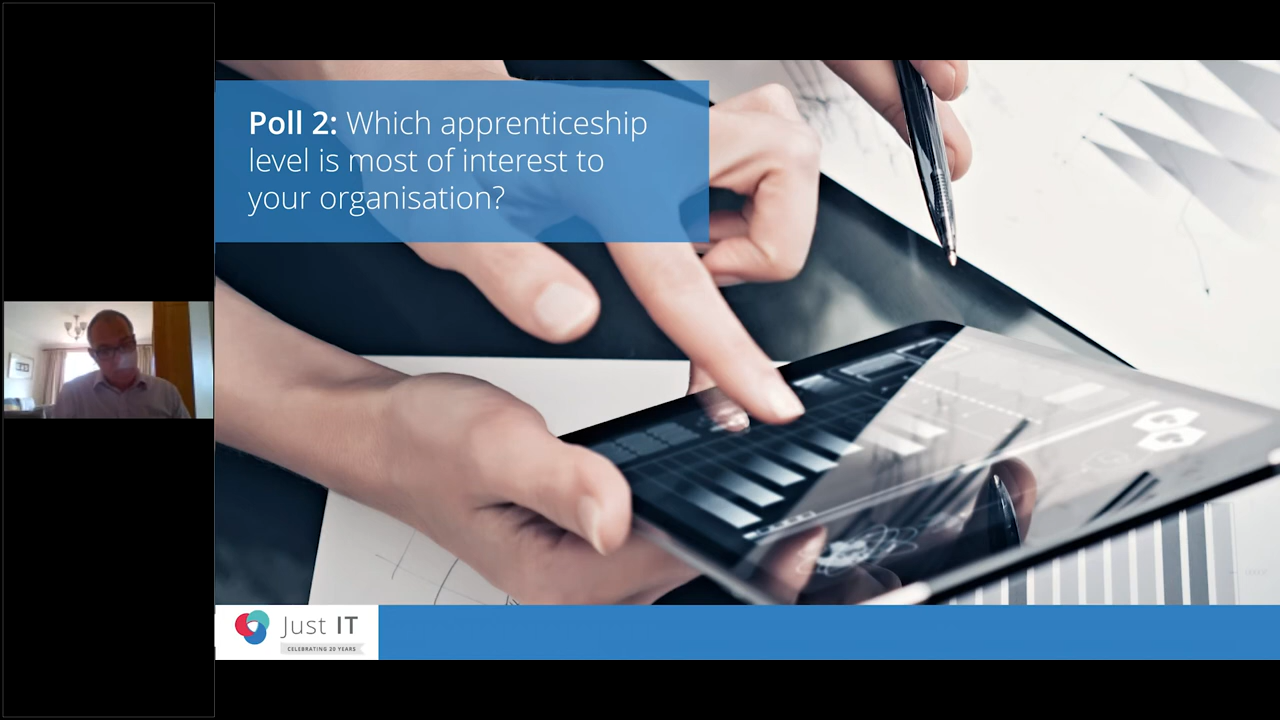 Poll 2: Which apprenticeship
level is most of interest to
your organisation?
Just IT
CELEBRATING 20 YEARS